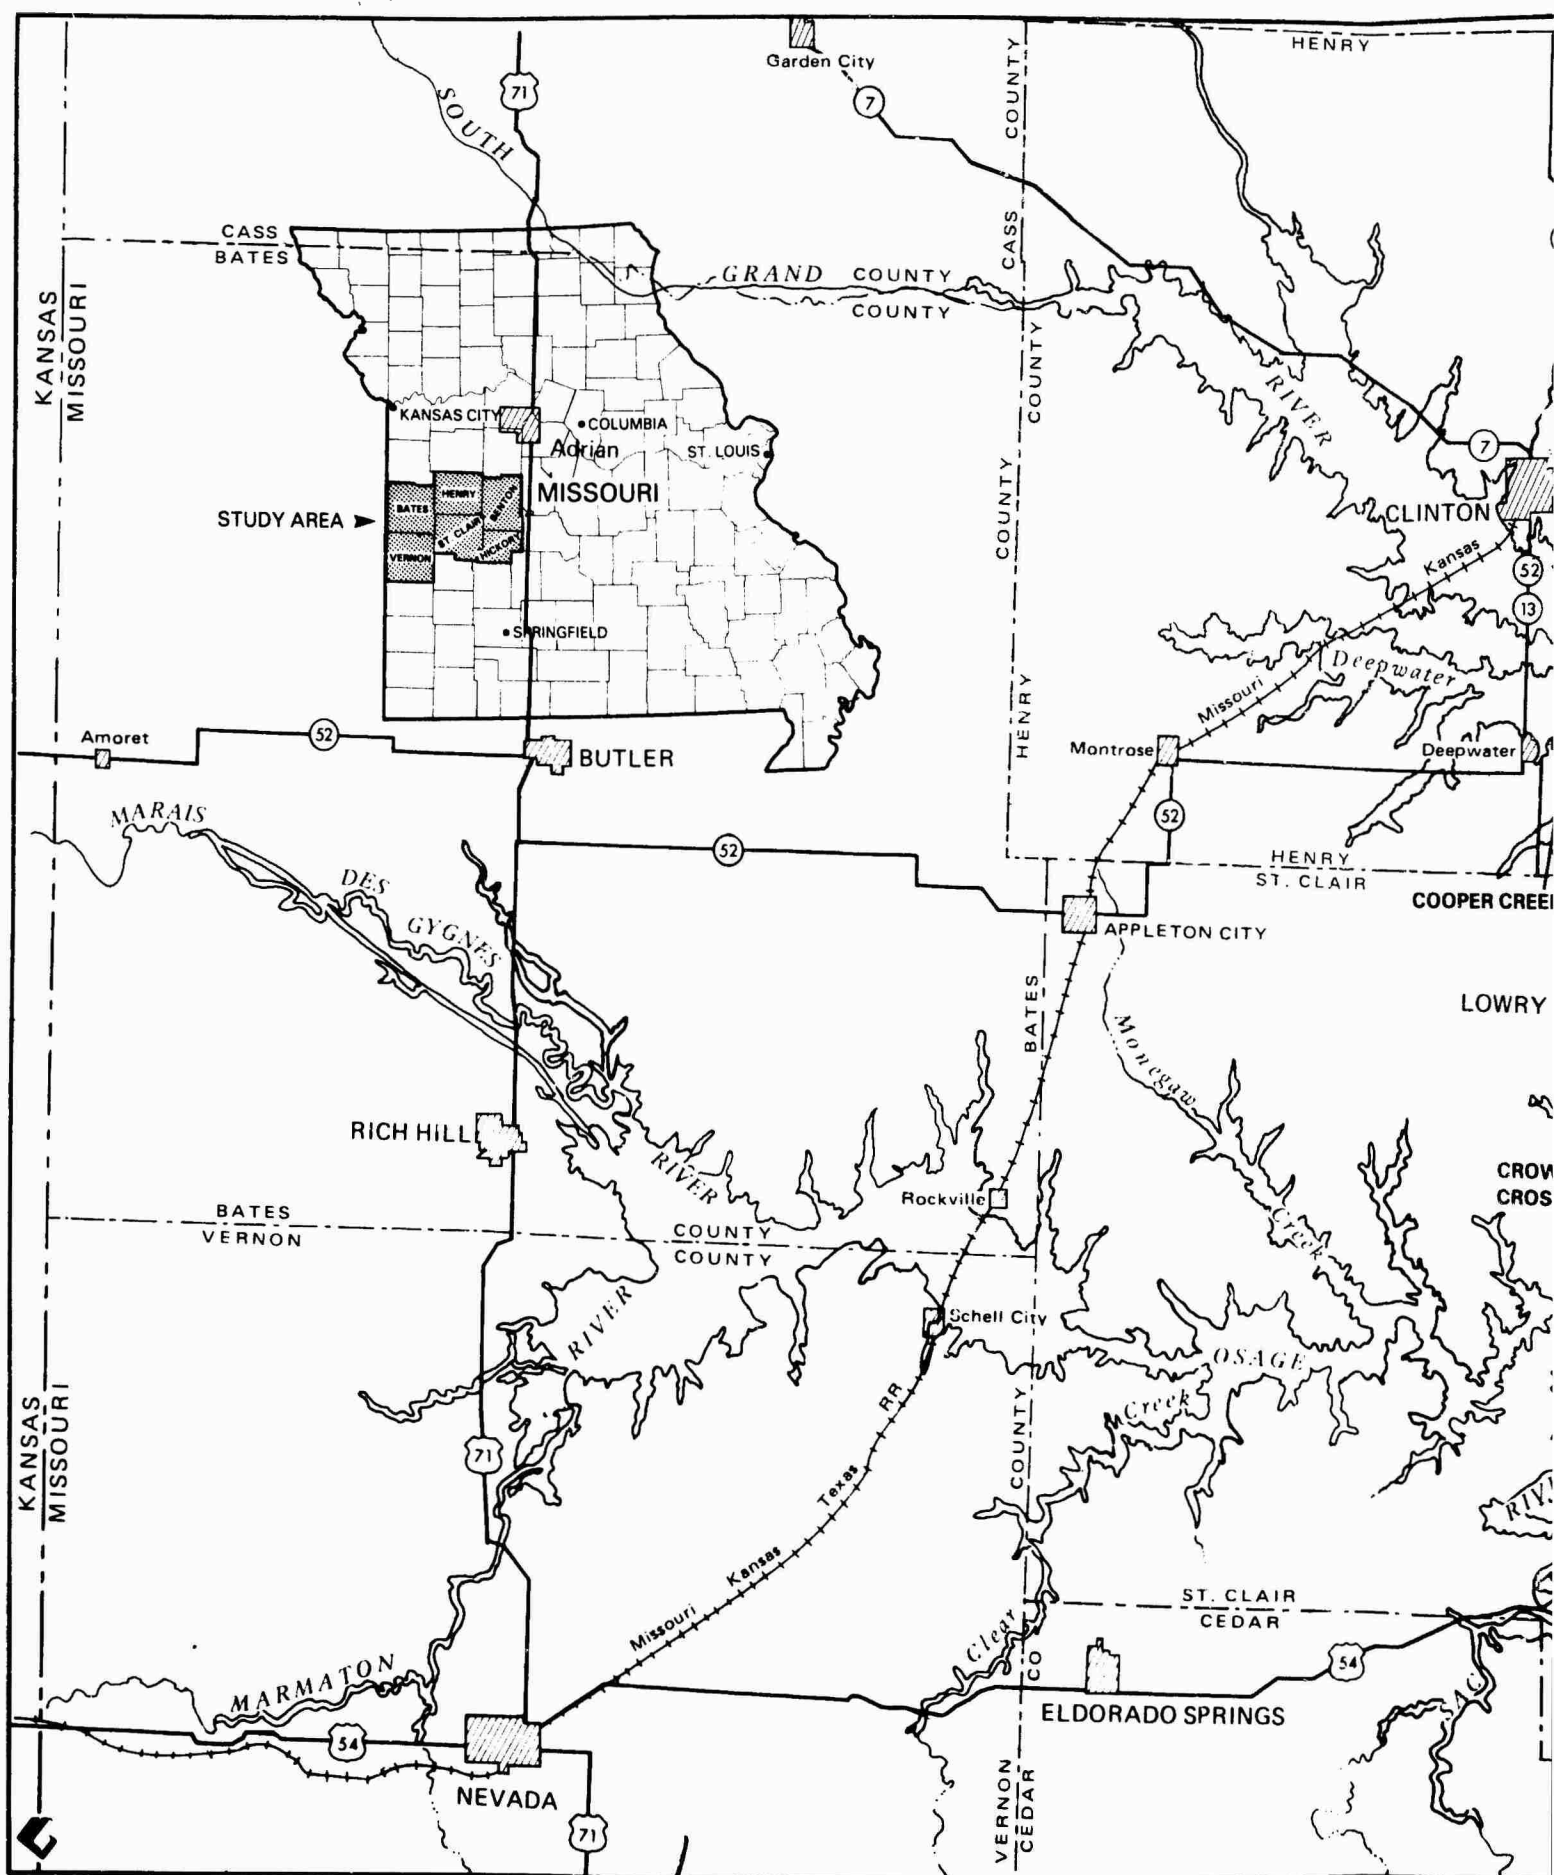 HENRY
Garden City
71
7
SOUTH
COUNTY
CASS
CASS
BATES
GRAND
COUNTY
COUNTY
KANSAS
MISSOURI
COUNTY
COUNTY
HENRY
RIVER
7
CLINTON
KANSAS CITY
COLUMBIA
Adrian
ST. LOUIS
MISSOURI
STUDY AREA
HENRY
BENTON
BATES
ST. CLAIR
HICKORY
VERNON
SPRINGFIELD
Kansas
52
13
Deepwater
Missouri
Amoret
52
BUTLER
Montrose
Deepwater
52
MARAIS
DES
GYGNES
52
HENRY
ST. CLAIR
COOPER CREE
APPLETON CITY
LOWRY
BATES
Monegaw
Creek
RICH HILL
RIVER
Rockville
CROW
CROS
BATES
VERNON
COUNTY
COUNTY
RIVER
Schell City
OSAGE
Creek
RR
COUNTY
KANSAS
MISSOURI
71
Texas
Kansas
Missouri
RIV
ST. CLAIR
CEDAR
Clear
CO
54
MARMATON
ELDORADO SPRINGS
SAC
54
NEVADA
71
VERNON
CEDAR